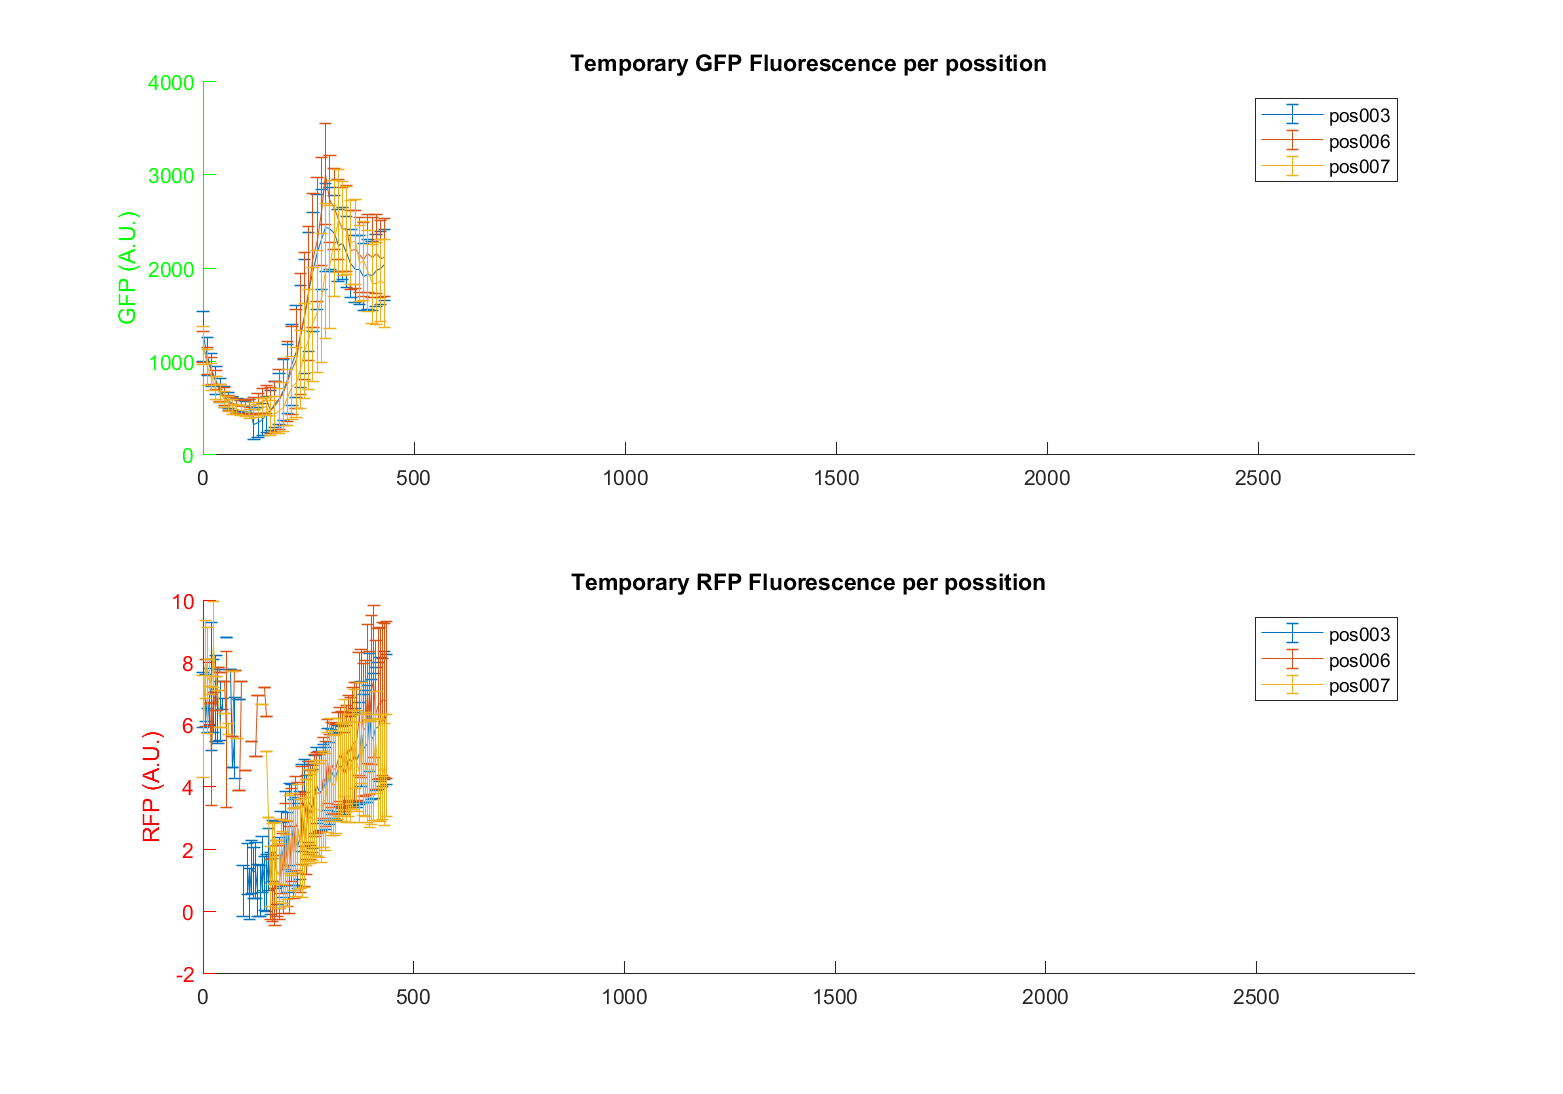 Temporary GFP Fluorescence per possition
4000
3000
2000
1000
0
GFP (A.U.)
0 500 1000 1500 2000 2500
pos003
pos006
pos007
Temporary RFP Fluorescence per possition
10
8
6
4
2
0
-2
RFP (A.U.)
0 500 1000 1500 2000 2500
pos003
pos006
pos007